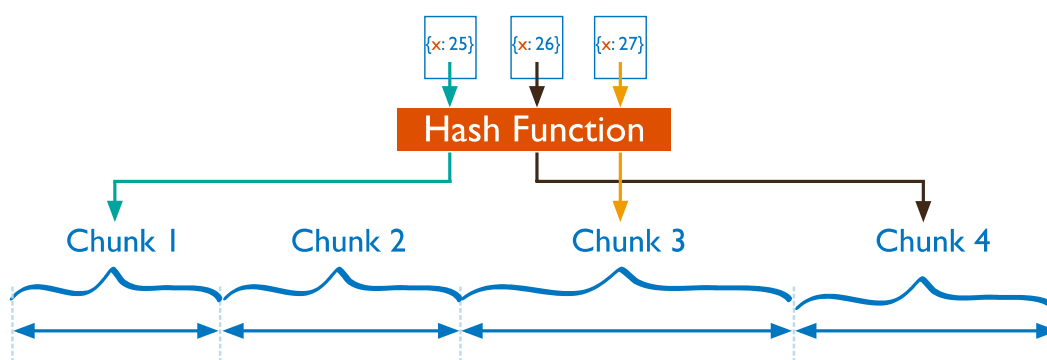 {x: 25} {x: 26} {x: 27}
Hash Function
Chunk 1 Chunk 2 Chunk 3 Chunk 4